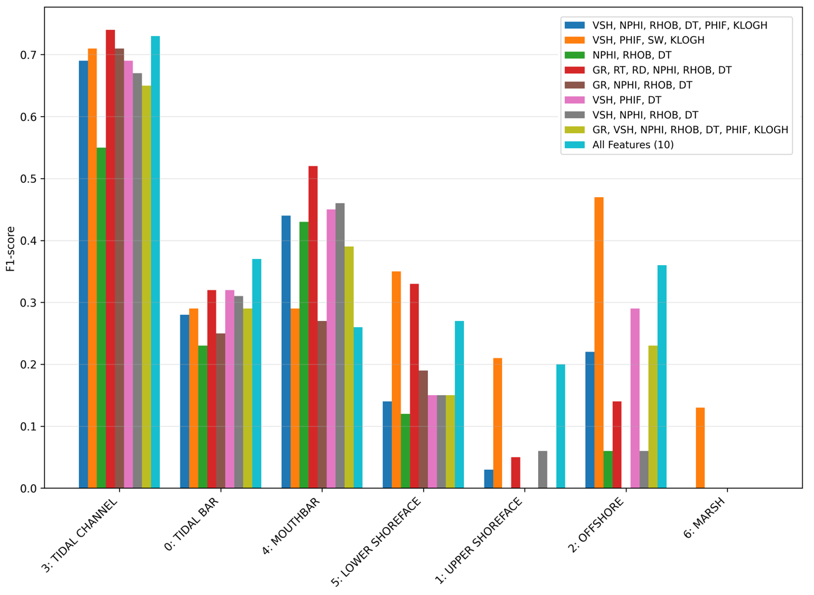 VSH, NPHI, RHOB, DT, PHIF, KLOGH
VSH, PHIF, SW, KLOGH
NPHI, RHOB, DT
GR, RT, RD, NPHI, RHOB, DT
GR, NPHI, RHOB, DT
VSH, PHIF, DT
VSH, NPHI, RHOB, DT
GR, VSH, NPHI, RHOB, DT, PHIF, KLOGH
All Features (10)
F1-score
0.7
0.6
0.5
0.4
0.3
0.2
0.1
0.0
3: TIDAL CHANNEL
0: TIDAL BAR
4: MOUTHBAR
5: LOWER SHOREFACE
1: UPPER SHOREFACE
2: OFFSHORE
6: MARSH